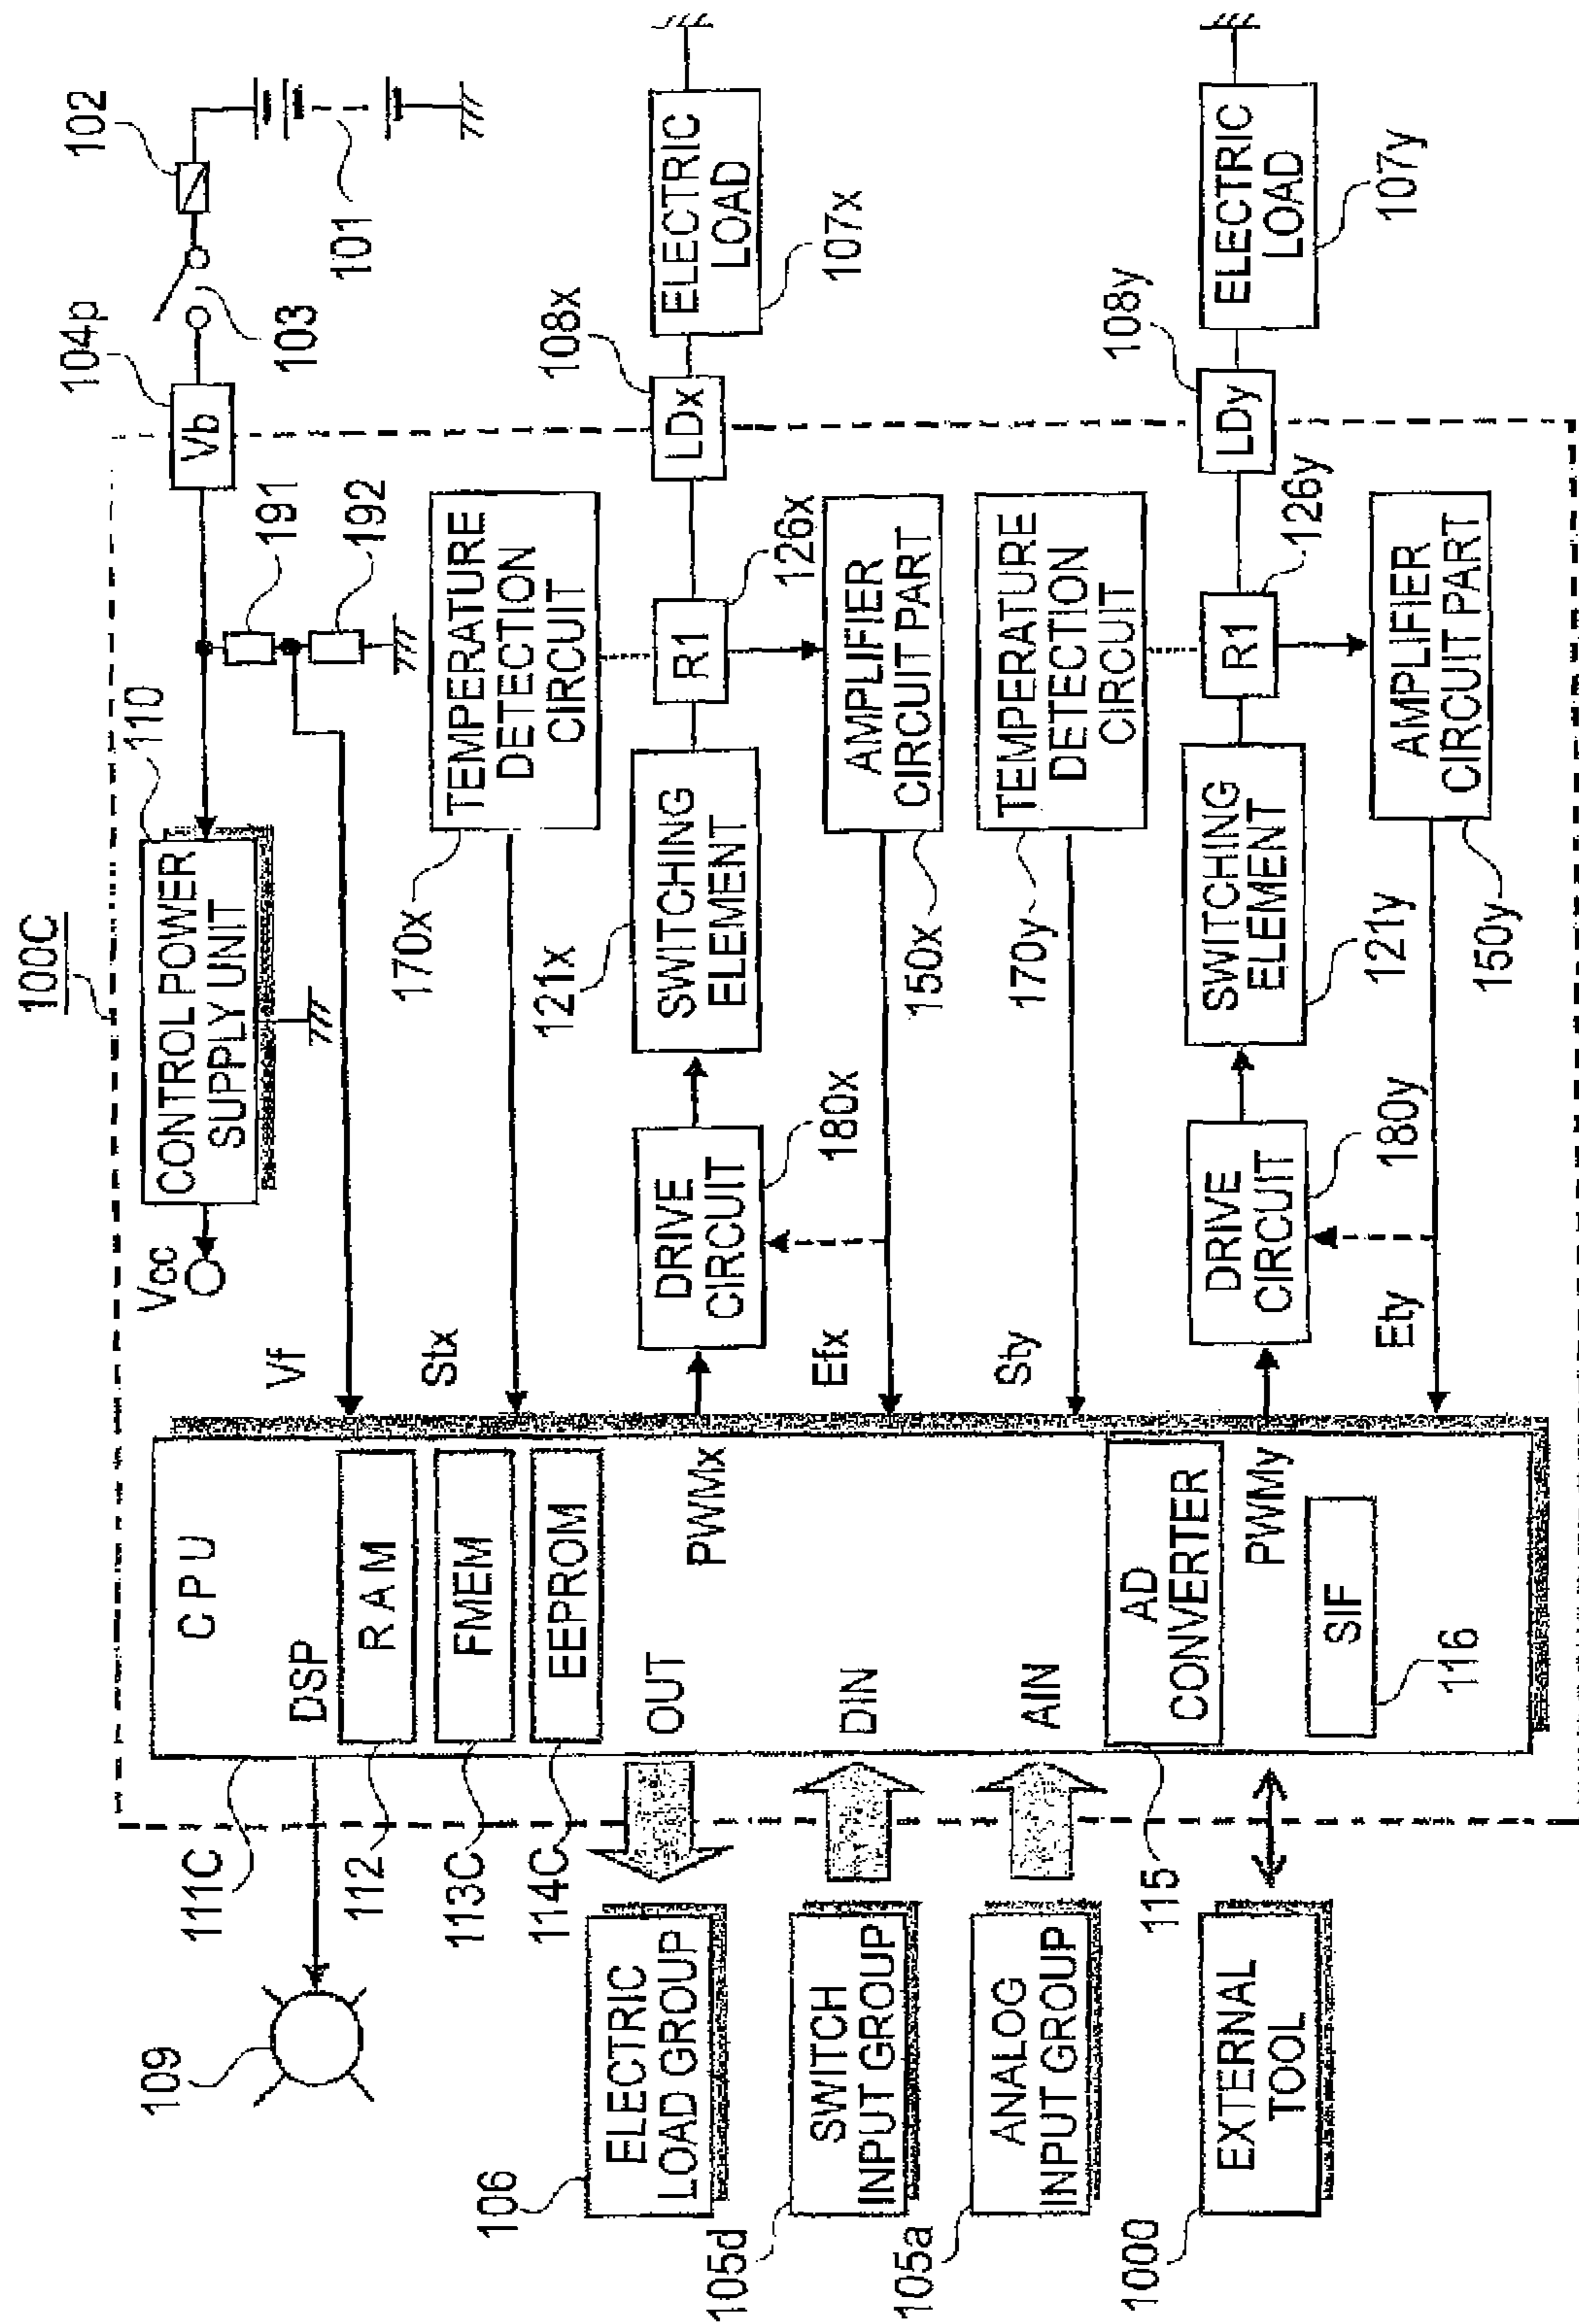 100C
109
111C
CPU
DSP
112
RAM
113C
FMEM
114C
EEPROM
106
ELECTRIC
LOAD GROUP
OUT
105d
SWITCH
INPUT GROUP
DIN
105a
ANALOG
INPUT GROUP
AIN
115
AD
CONVERTER
1000
EXTERNAL
TOOL
SIF
116
PWMx
PWMy
Vcc
CONTROL POWER
SUPPLY UNIT
110
Vf
104p
Vb
103
102
101
191
192
Stx
170x
TEMPERATURE
DETECTION
CIRCUIT
DRIVE
CIRCUIT
180x
121x
SWITCHING
ELEMENT
R1
126x
108x
LDx
ELECTRIC
LOAD
107x
Efx
AMPLIFIER
CIRCUIT PART
150x
Sty
170y
TEMPERATURE
DETECTION
CIRCUIT
DRIVE
CIRCUIT
180y
SWITCHING
ELEMENT
121y
R1
126y
108y
LDy
ELECTRIC
LOAD
107y
Ety
AMPLIFIER
CIRCUIT PART
150y